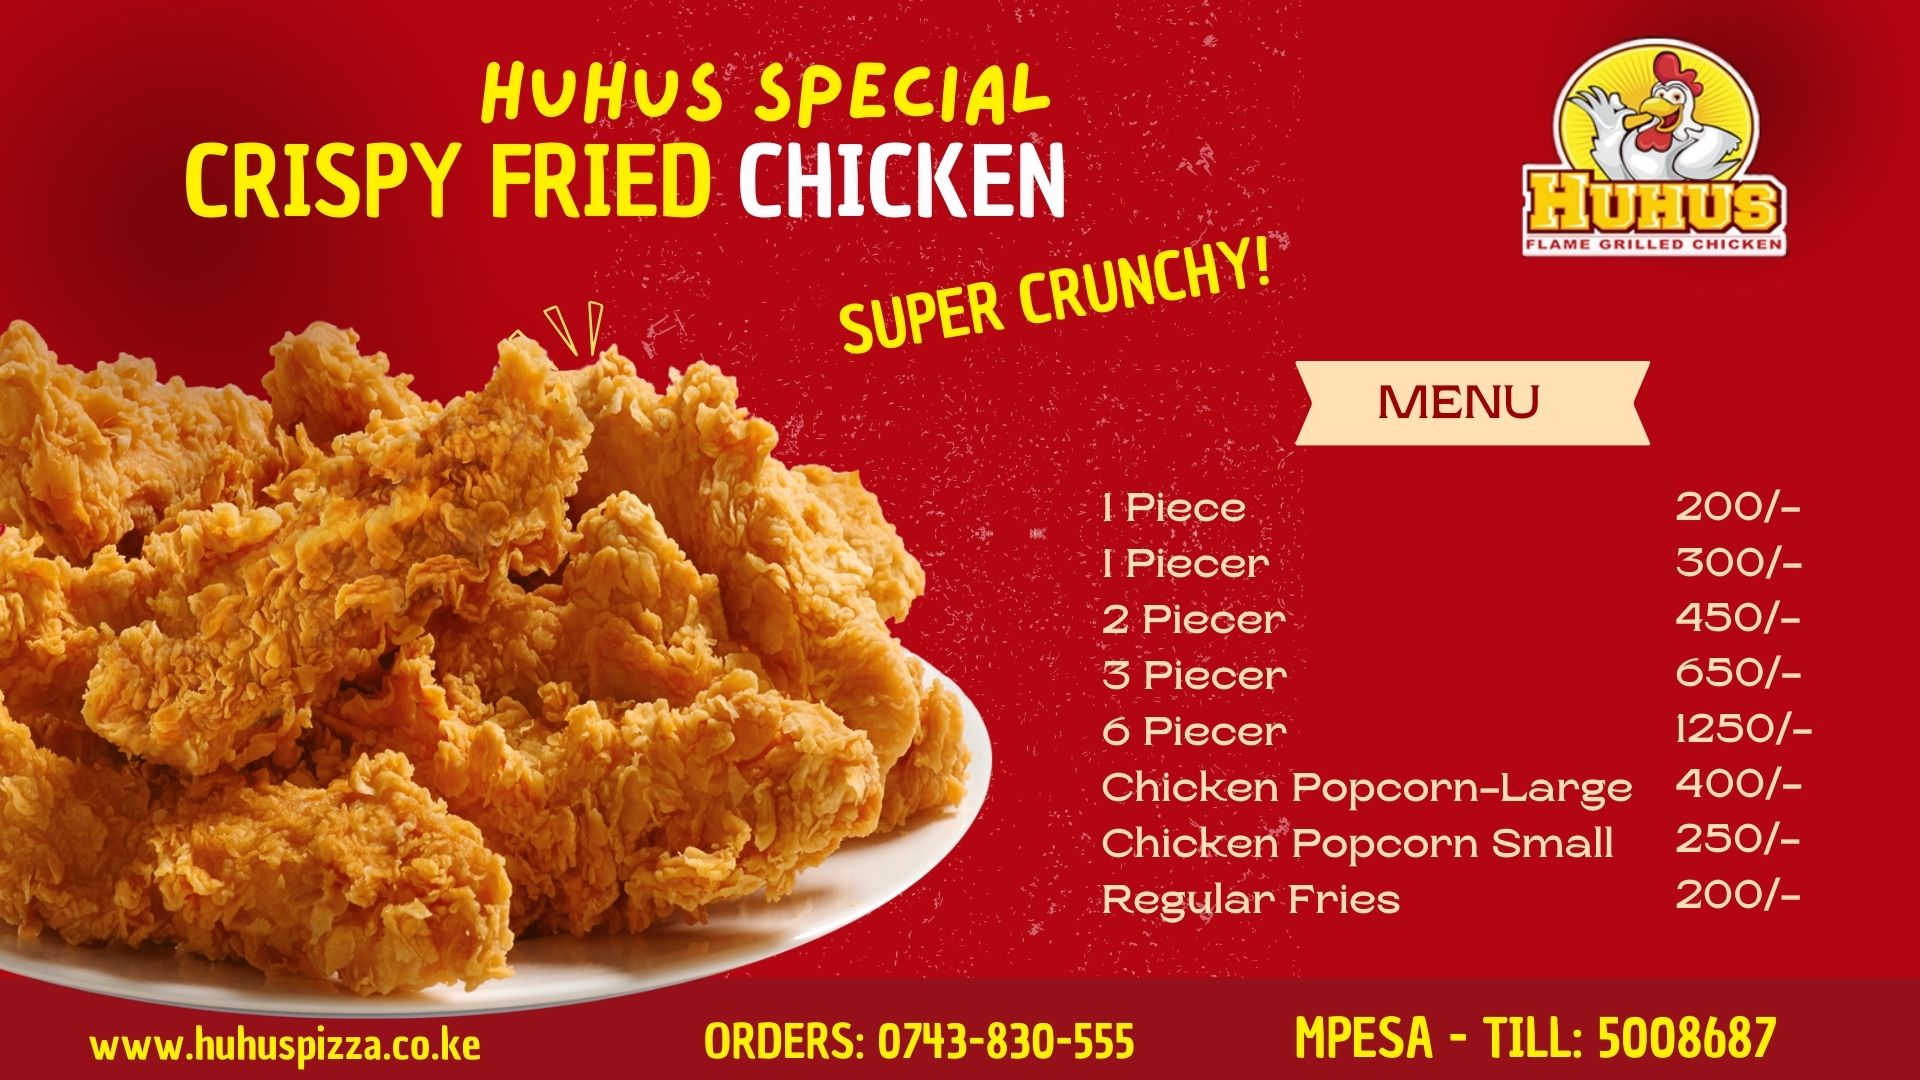 HUHUS SPECIAL
CRISPY FRIED CHICKEN
SUPER CRUNCHY!
HUHUS
FLAME GRILLED CHICKEN
MENU
1 Piece 200/-
1 Piecer 300/-
2 Piecer 450/-
3 Piecer 650/-
6 Piecer 1250/-
Chicken Popcorn-Large 400/-
Chicken Popcorn Small 250/-
Regular Fries 200/-
www.huhuspizza.co.ke ORDERS: 0743-830-555 MPESA - TILL: 5008687